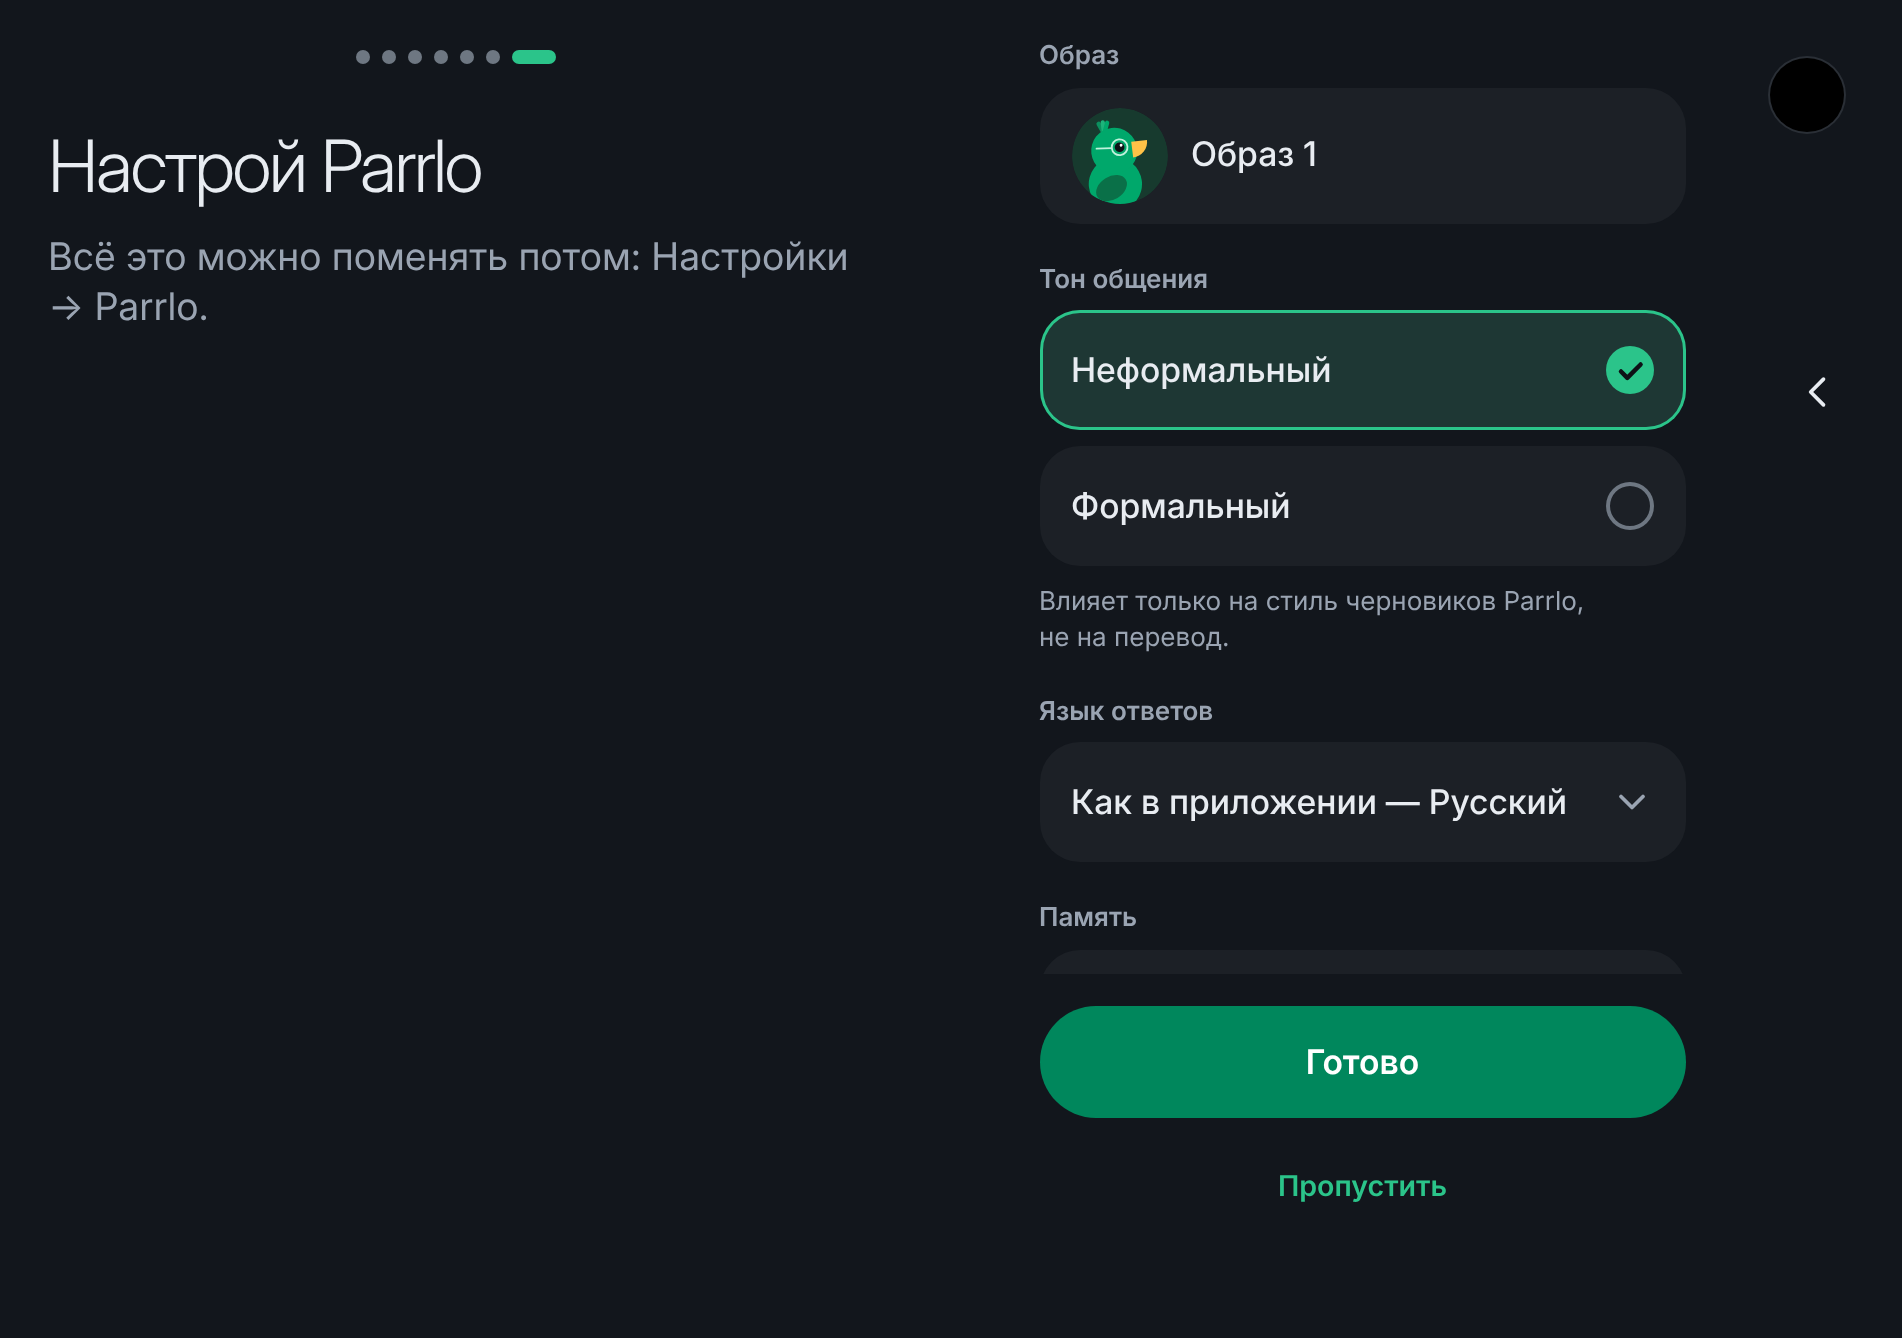 Настрой Parrlo
Всё это можно поменять потом: Настройки
→ Parrlo.
Образ
Образ 1
Тон общения
Неформальный
Формальный
Влияет только на стиль черновиков Parrlo,
не на перевод.
Язык ответов
Как в приложении — Русский
Память
Готово
Пропустить